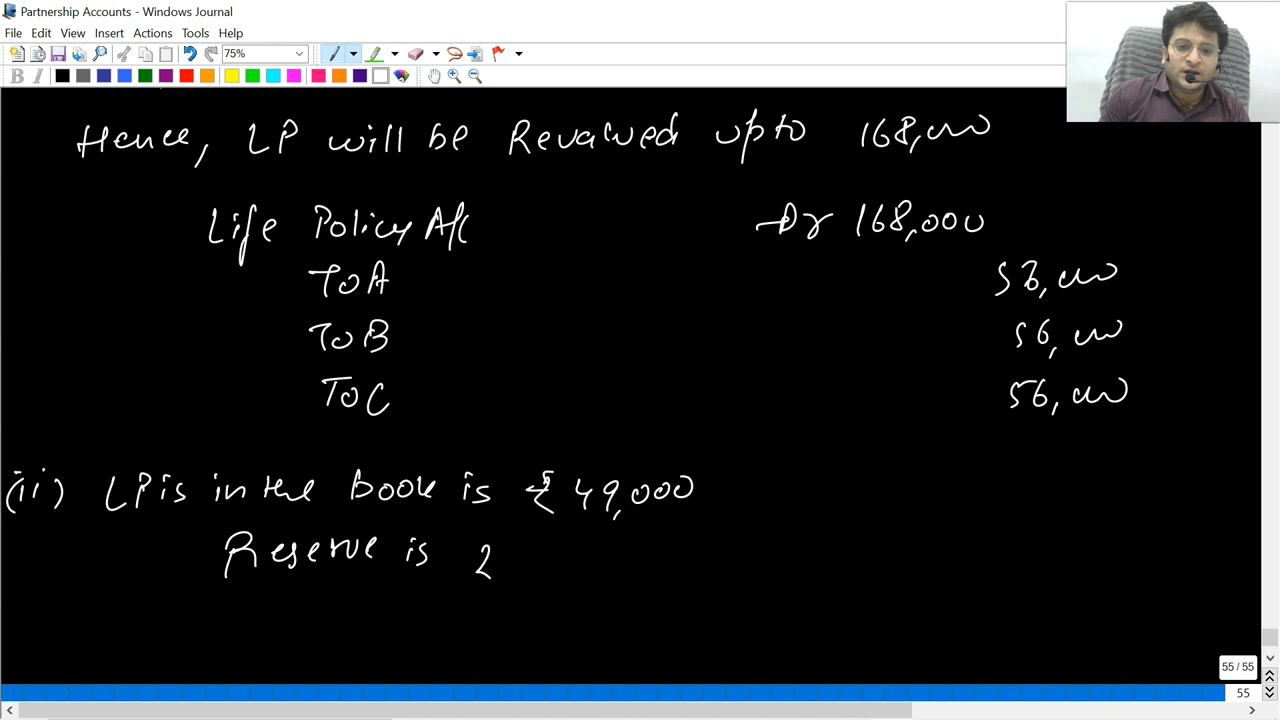 Partnership Accounts - Windows Journal
File Edit View Insert Actions Tools Help
75%
B I
Hence, LP will be Revalued upto 168,000
Life Policy A/c Dr 168,000
To A 56,000
To B 56,000
To C 56,000
(ii) LP is in the Book is ₹ 49,000
Reserve is 2
55 / 55
55